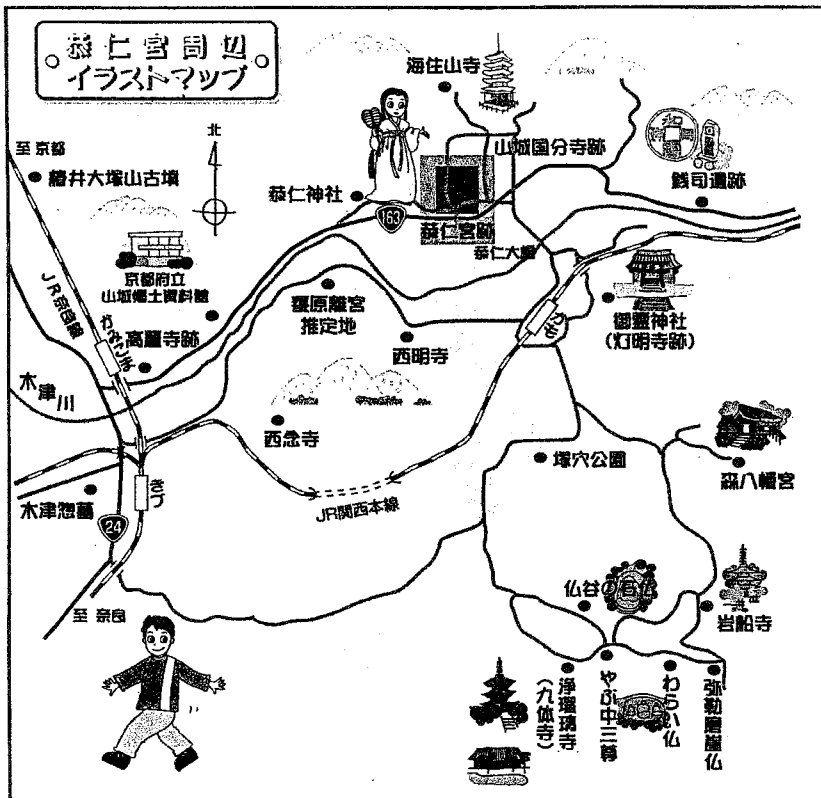 恭仁宮周辺
イラストマップ
海住山寺
至 京都
北
椿井大塚山古墳
山城国分寺跡
銭司遺跡
恭仁神社
163
恭仁宮跡
恭仁大橋
京都府立
山城郷土資料館
JR奈良線
かみこま
高麗寺跡
甕原離宮
推定地
西明寺
かも
御霊神社
(灯明寺跡)
木津川
西念寺
塚穴公園
森八幡宮
木津惣墓
きづ
24
JR関西本線
仏谷の石仏
岩船寺
至 奈良
浄瑠璃寺
(九体寺)
やぶ中三尊
わらい仏
弥勒磨崖仏